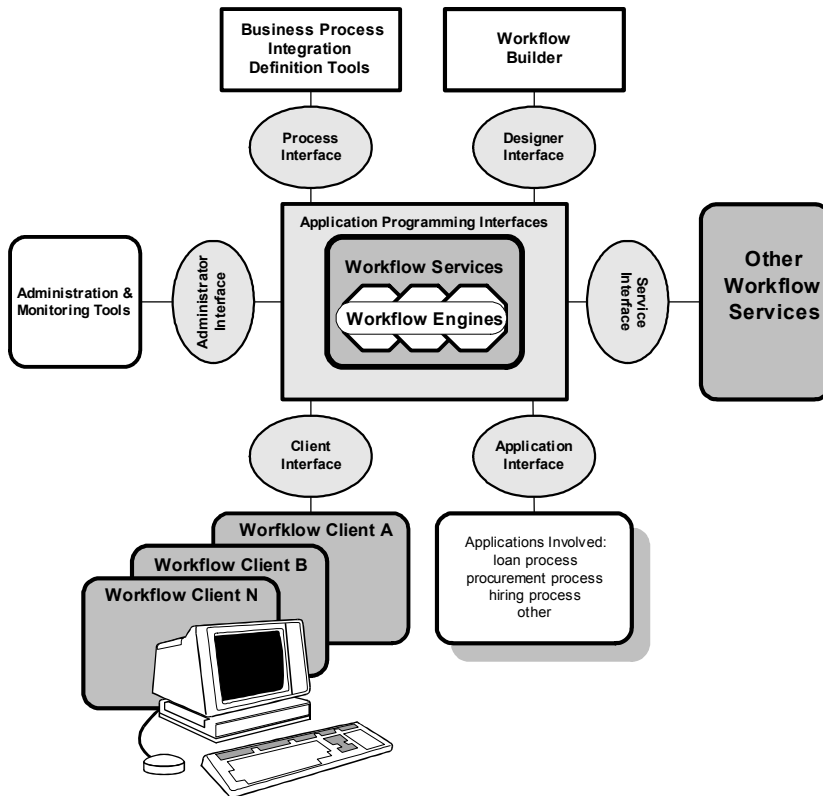 Business Process
Integration
Definition Tools
Workflow
Builder
Process
Interface
Designer
Interface
Application Programming Interfaces
Workflow Services
Workflow Engines
Administration &
Monitoring Tools
Administrator
Interface
Service
Interface
Other
Workflow
Services
Client
Interface
Application
Interface
Worfklow Client A
Workflow Client B
Workflow Client N
Applications Involved:
loan process
procurement process
hiring process
other